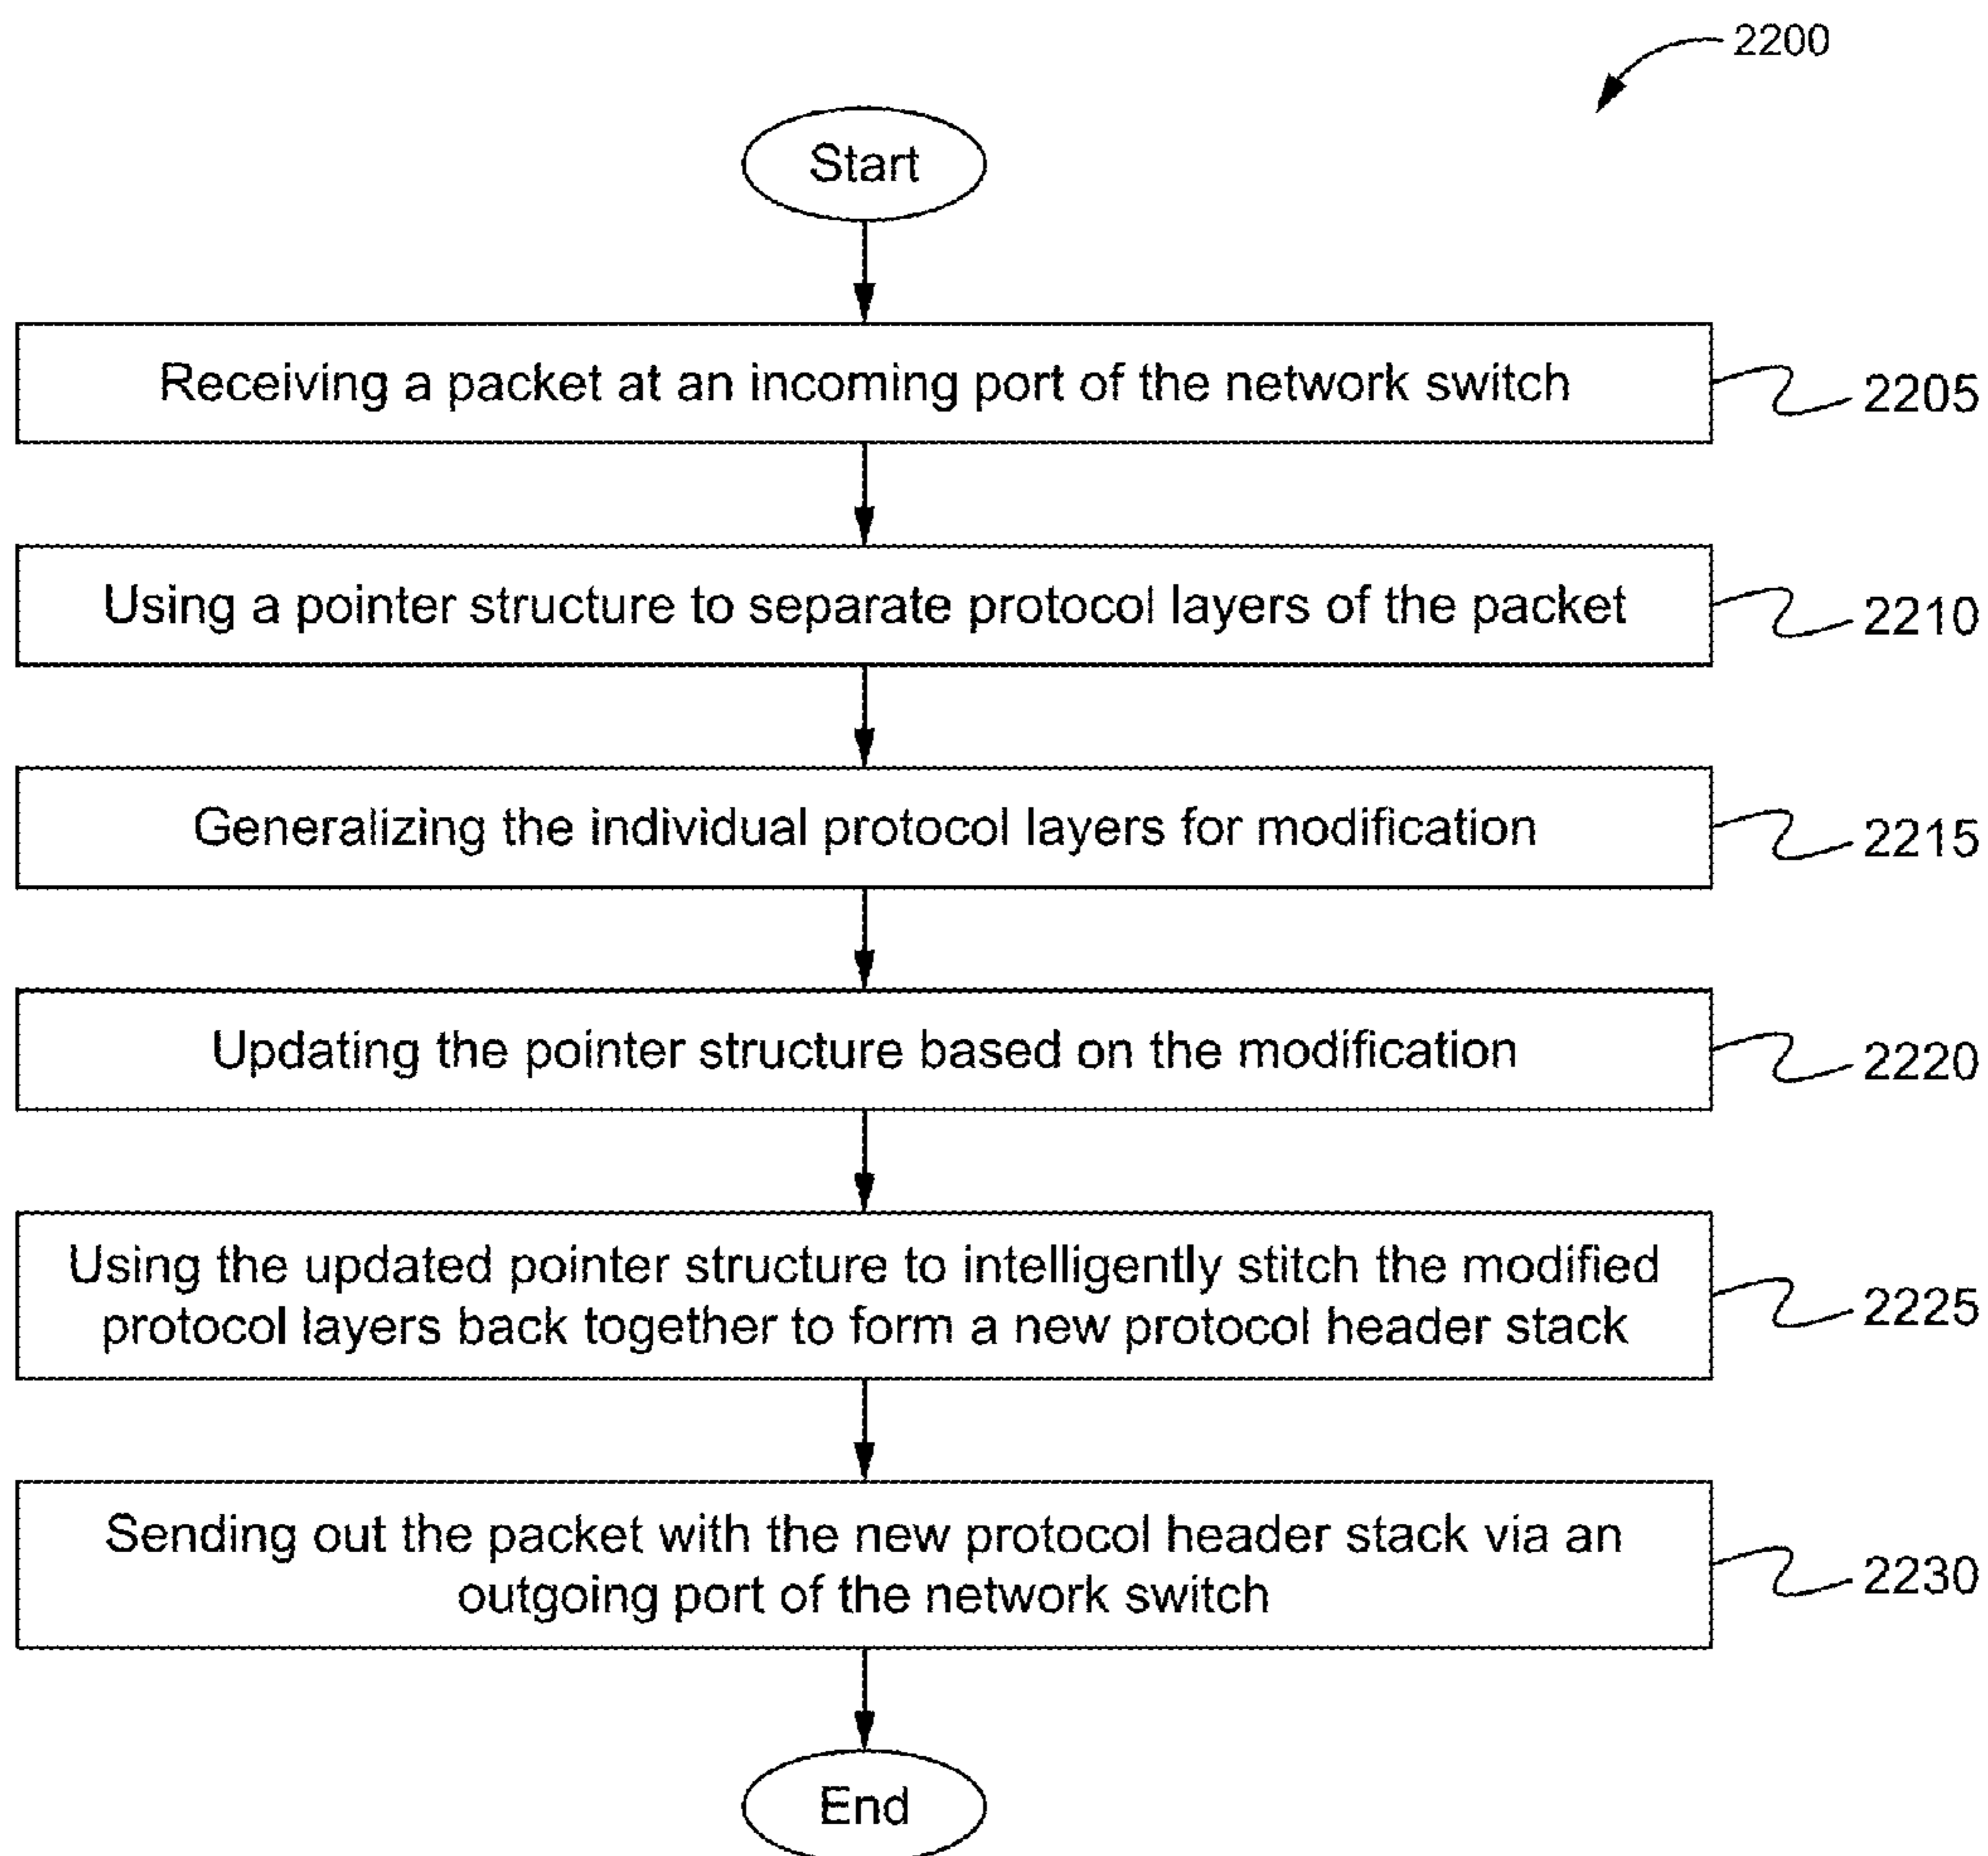 2200
Start
Receiving a packet at an incoming port of the network switch
2205
Using a pointer structure to separate protocol layers of the packet
2210
Generalizing the individual protocol layers for modification
2215
Updating the pointer structure based on the modification
2220
Using the updated pointer structure to intelligently stitch the modified
protocol layers back together to form a new protocol header stack
2225
Sending out the packet with the new protocol header stack via an
outgoing port of the network switch
2230
End